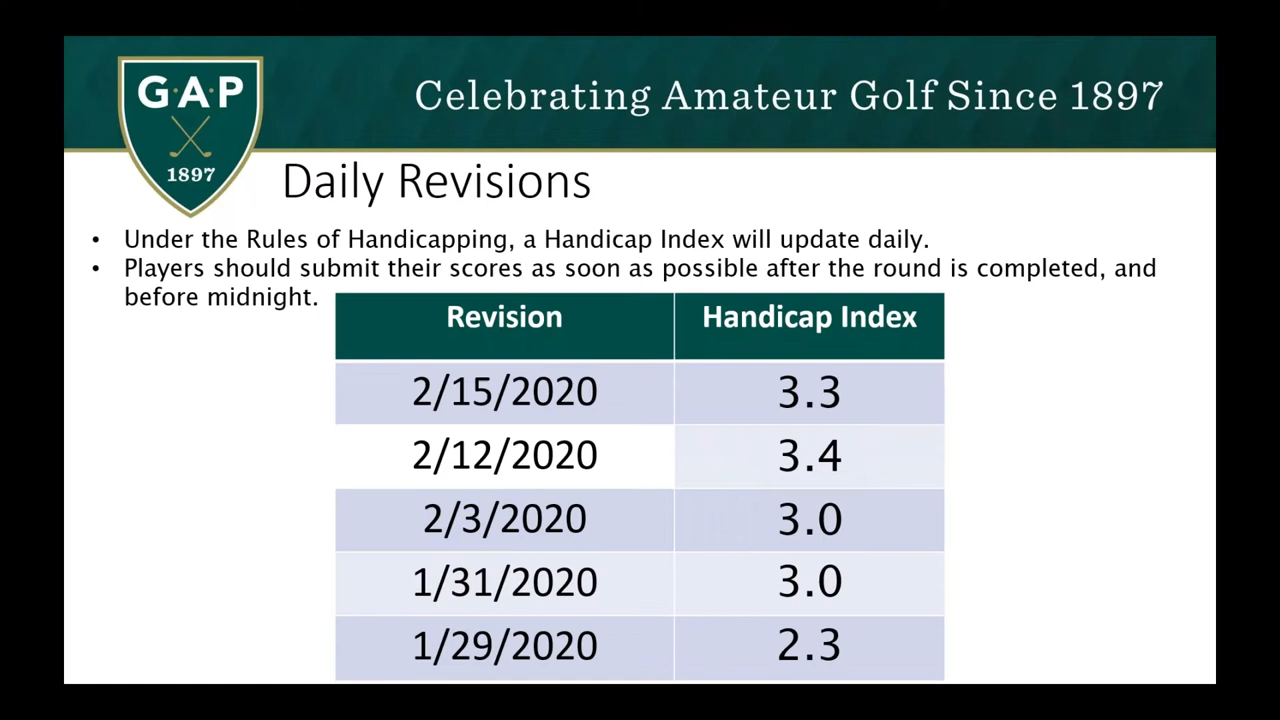 G·A·P
1897
Celebrating Amateur Golf Since 1897
Daily Revisions
• Under the Rules of Handicapping, a Handicap Index will update daily.
• Players should submit their scores as soon as possible after the round is completed, and
before midnight.
Revision Handicap Index
2/15/2020 3.3
2/12/2020 3.4
2/3/2020 3.0
1/31/2020 3.0
1/29/2020 2.3